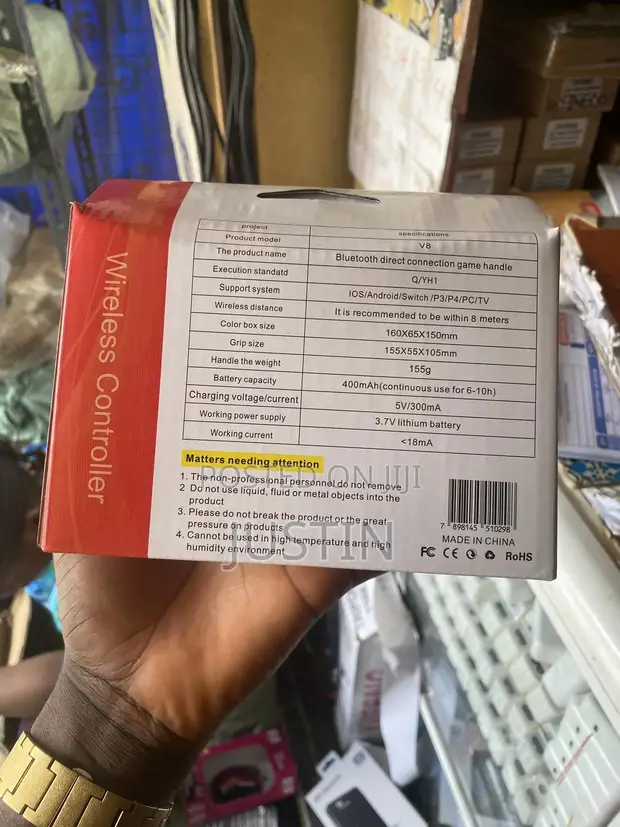 Wireless Controller
project specifications
Product model V8
The product name Bluetooth direct connection game handle
Execution standatd Q/YH1
Support system IOS/Android/Switch /P3/P4/PC/TV
Wireless distance It is recommended to be within 8 meters
Color box size 160X65X150mm
Grip size 155X55X105mm
Handle the weight 155g
Battery capacity 400mAh(continuous use for 6-10h)
Charging voltage/current 5V/300mA
Working power supply 3.7V lithium battery
Working current <18mA
Matters needing attention
1. The non-professional personnel do not remove
2 Do not use liquid, fluid or metal objects into the
product
3. Please do not break the product or the great
pressure on products
4. Cannot be used in high temperature and high
humidity environment
7 898145 510298
MADE IN CHINA
FC CE RoHS
POSTED ON JIJI
JUSTIN